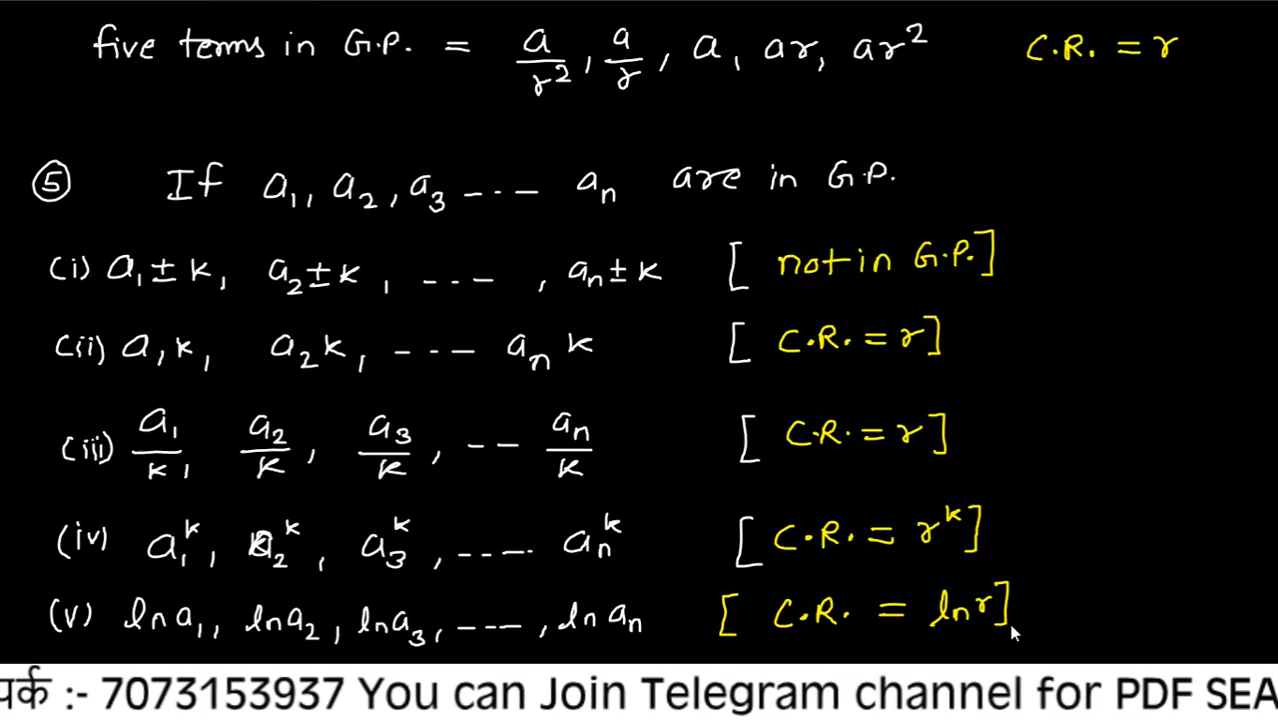 five terms in G.P. = a/r², a/r, a, ar, ar² C.R. = r
⑤ If a₁, a₂, a₃ ----- aₙ are in G.P.
(i) a₁ ± k, a₂ ± k, ----, aₙ ± k [not in G.P.]
(ii) a₁k, a₂k, ----- aₙk [C.R. = r]
(iii) a₁/k, a₂/k, a₃/k, -- aₙ/k [C.R. = r]
(iv) a₁ᵏ, a₂ᵏ, a₃ᵏ, ----- aₙᵏ [C.R. = rᵏ]
(v) ln a₁, ln a₂, ln a₃, ----, ln aₙ [C.R. = ln r]
पर्क :- 7073153937 You can Join Telegram channel for PDF SEA